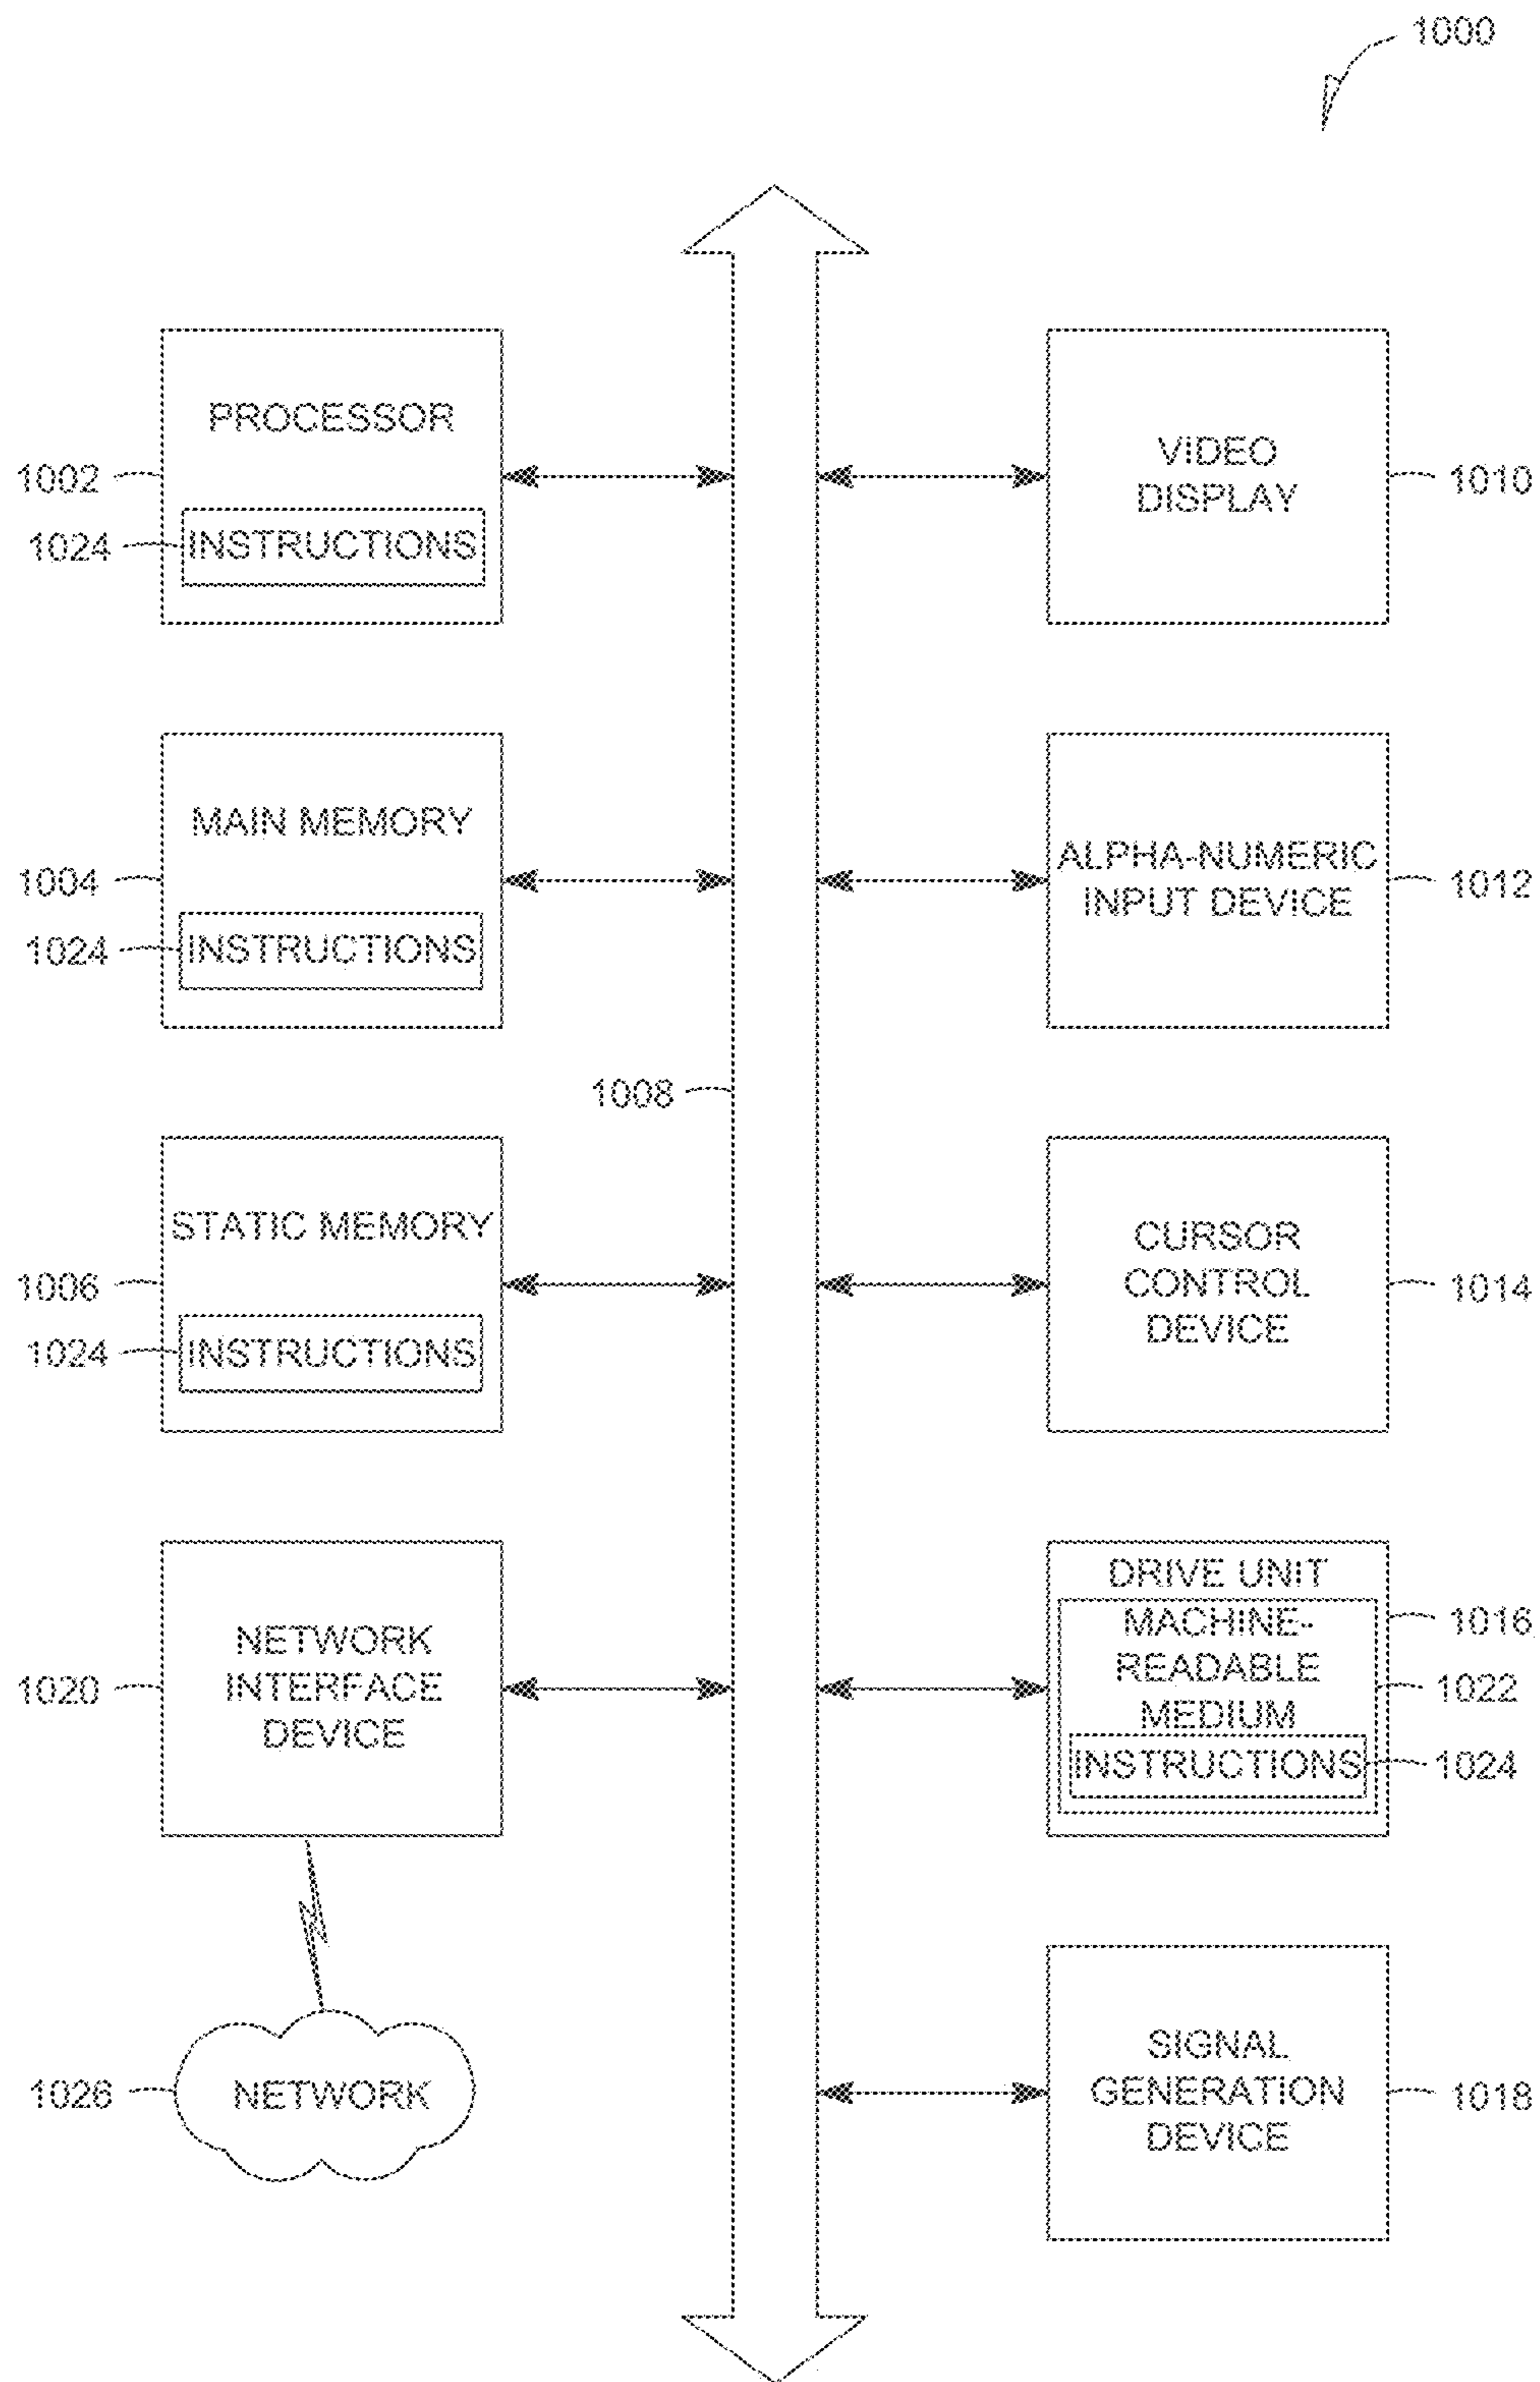 1000
PROCESSOR
1002
1024
INSTRUCTIONS
VIDEO
DISPLAY
1010
MAIN MEMORY
1004
1024
INSTRUCTIONS
ALPHA-NUMERIC
INPUT DEVICE
1012
1008
STATIC MEMORY
1006
1024
INSTRUCTIONS
CURSOR
CONTROL
DEVICE
1014
NETWORK
INTERFACE
DEVICE
1020
DRIVE UNIT
MACHINE-
READABLE
MEDIUM
INSTRUCTIONS
1016
1022
1024
1026
NETWORK
SIGNAL
GENERATION
DEVICE
1018